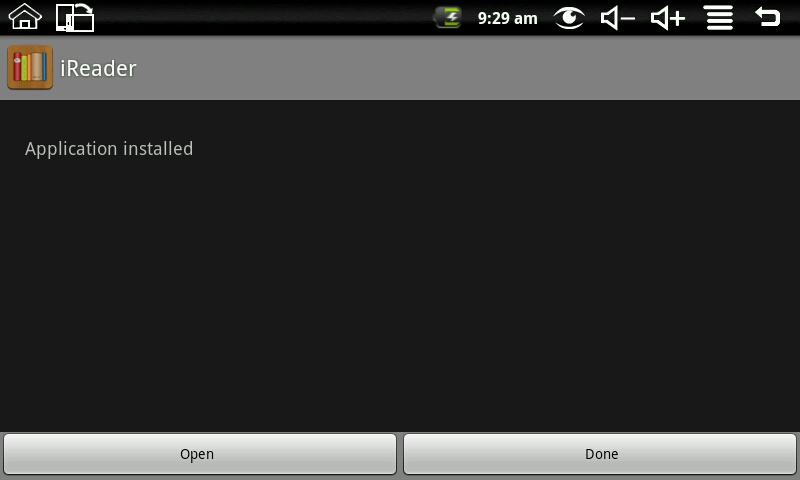 9:29 am
iReader
Application installed
Open
Done